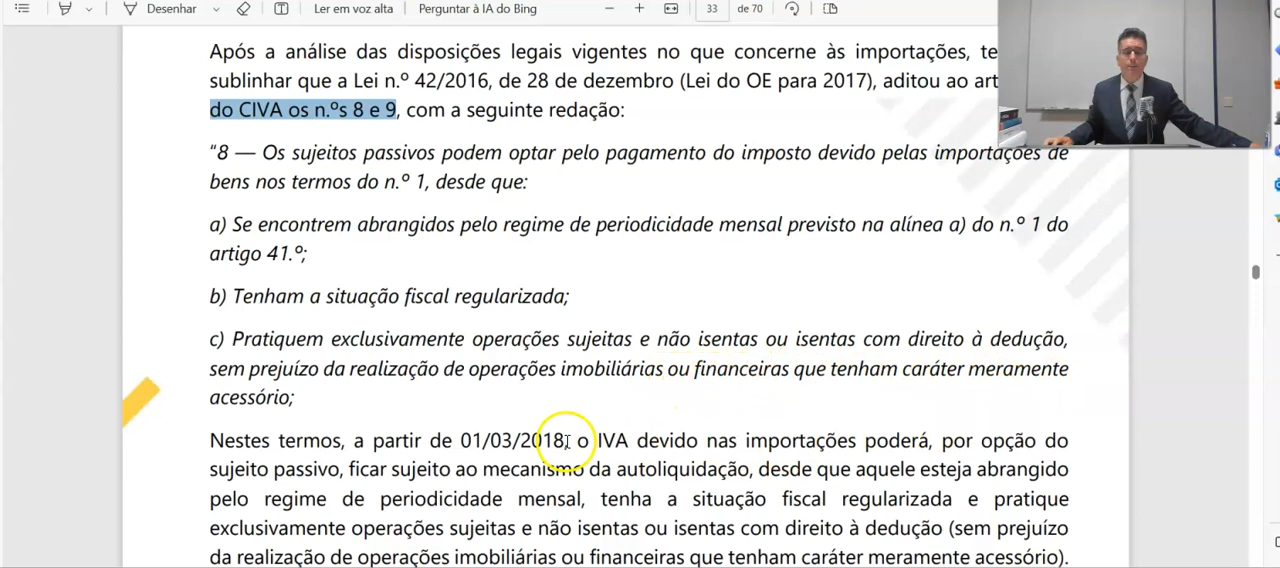 Desenhar
Ler em voz alta
Perguntar à IA do Bing
33 de 70
Após a análise das disposições legais vigentes no que concerne às importações,
sublinhar que a Lei n.º 42/2016, de 28 de dezembro (Lei do OE para 2017), aditou ao
do CIVA os n.ºs 8 e 9, com a seguinte redação:
“8 — Os sujeitos passivos podem optar pelo pagamento do imposto devido pelas importações de
bens nos termos do n.º 1, desde que:
a) Se encontrem abrangidos pelo regime de periodicidade mensal previsto na alínea a) do n.º 1 do
artigo 41.º;
b) Tenham a situação fiscal regularizada;
c) Pratiquem exclusivamente operações sujeitas e não isentas ou isentas com direito à dedução,
sem prejuízo da realização de operações imobiliárias ou financeiras que tenham caráter meramente
acessório;
Nestes termos, a partir de 01/03/2018, o IVA devido nas importações poderá, por opção do
sujeito passivo, ficar sujeito ao mecanismo da autoliquidação, desde que aquele esteja abrangido
pelo regime de periodicidade mensal, tenha a situação fiscal regularizada e pratique
exclusivamente operações sujeitas e não isentas ou isentas com direito à dedução (sem prejuízo
da realização de operações imobiliárias ou financeiras que tenham caráter meramente acessório).